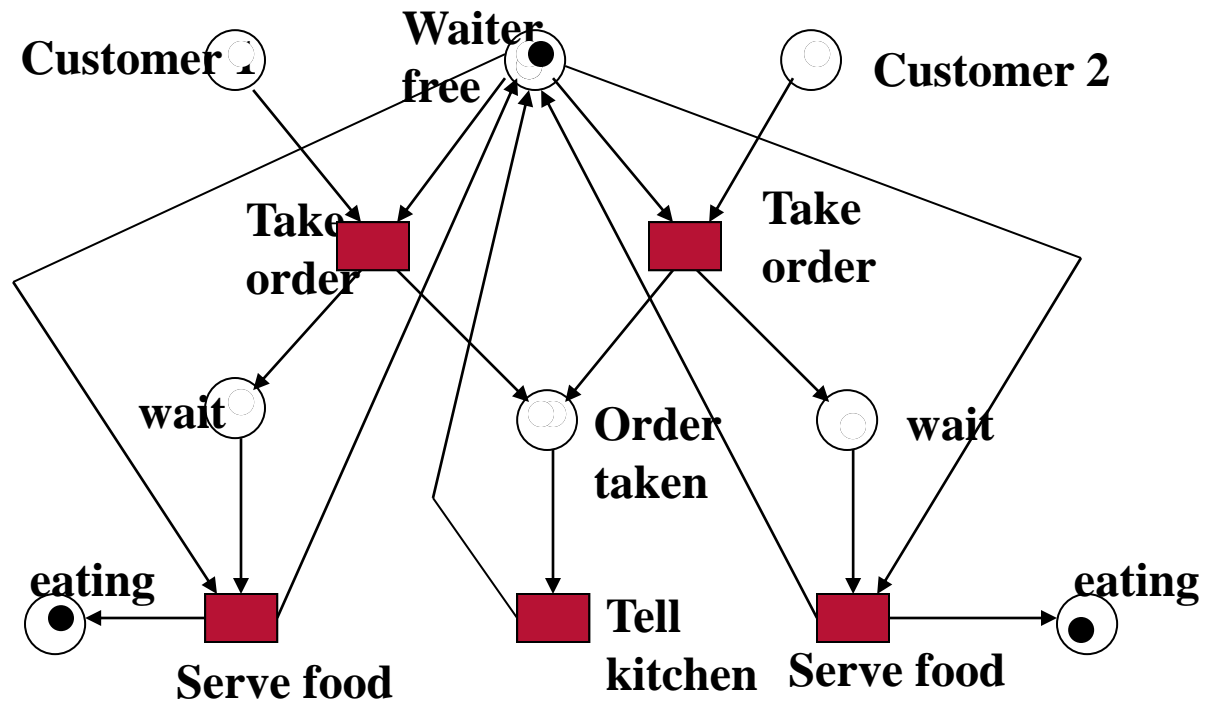 Customer 1
Waiter
free
Customer 2
Take
order
Take
order
wait
Order
taken
wait
eating
eating
Tell
kitchen
Serve food
Serve food